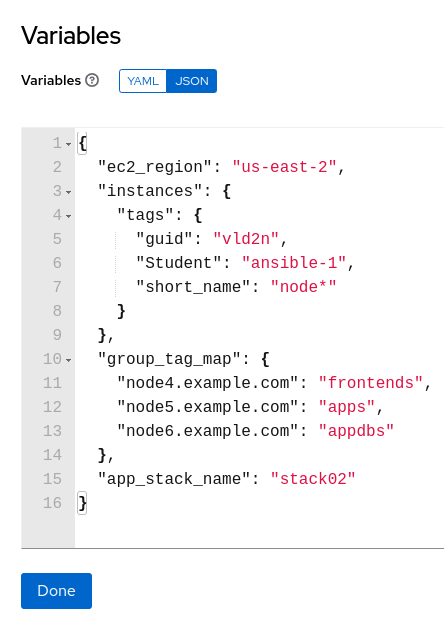 Variables
Variables ? YAML JSON
1 {
2   "ec2_region": "us-east-2",
3   "instances": {
4     "tags": {
5       "guid": "vld2n",
6       "Student": "ansible-1",
7       "short_name": "node*"
8     }
9   },
10   "group_tag_map": {
11     "node4.example.com": "frontends",
12     "node5.example.com": "apps",
13     "node6.example.com": "appdbs"
14   },
15   "app_stack_name": "stack02"
16 }
Done